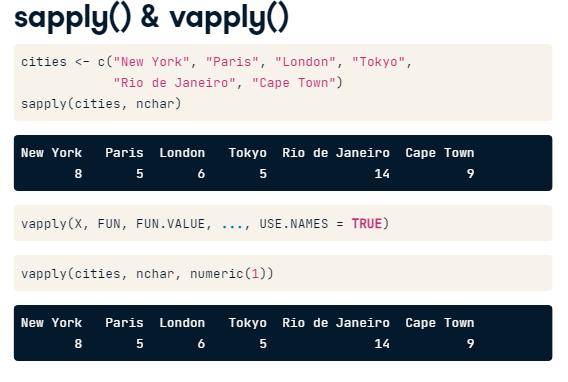 sapply() & vapply()
cities <- c("New York", "Paris", "London", "Tokyo",
"Rio de Janeiro", "Cape Town")
sapply(cities, nchar)
New York Paris London Tokyo Rio de Janeiro Cape Town
8 5 6 5 14 9
vapply(X, FUN, FUN.VALUE, ..., USE.NAMES = TRUE)
vapply(cities, nchar, numeric(1))
New York Paris London Tokyo Rio de Janeiro Cape Town
8 5 6 5 14 9